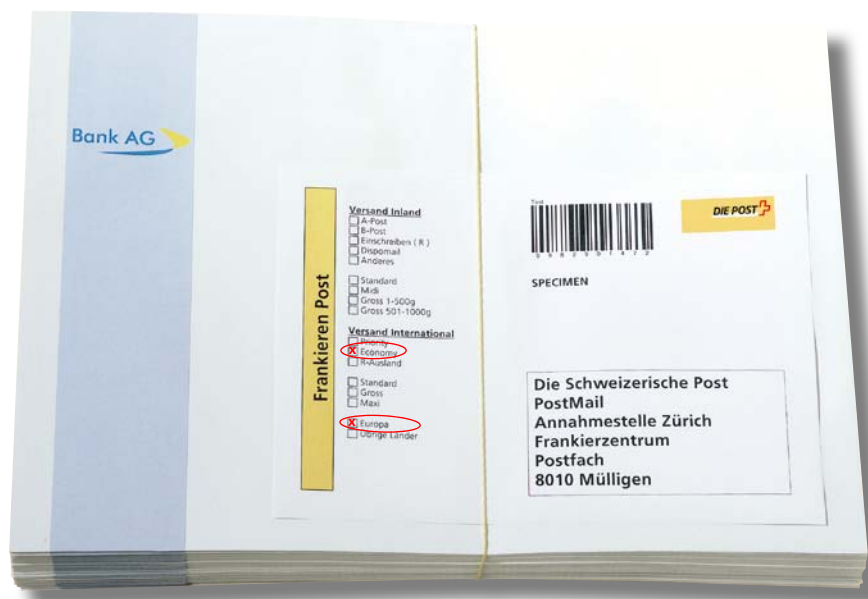 Bank AG
Frankieren Post
Versand Inland
A-Post
B-Post
Einschreiben ( R )
Dispomail
Anderes
Standard
Midi
Gross 1-500g
Gross 501-1000g
Versand International
Priority
X Economy
R-Ausland
Standard
Gross
Maxi
X Europa
Übrige Länder
Test
DIE POST
SPECIMEN
Die Schweizerische Post
PostMail
Annahmestelle Zürich
Frankierzentrum
Postfach
8010 Mülligen